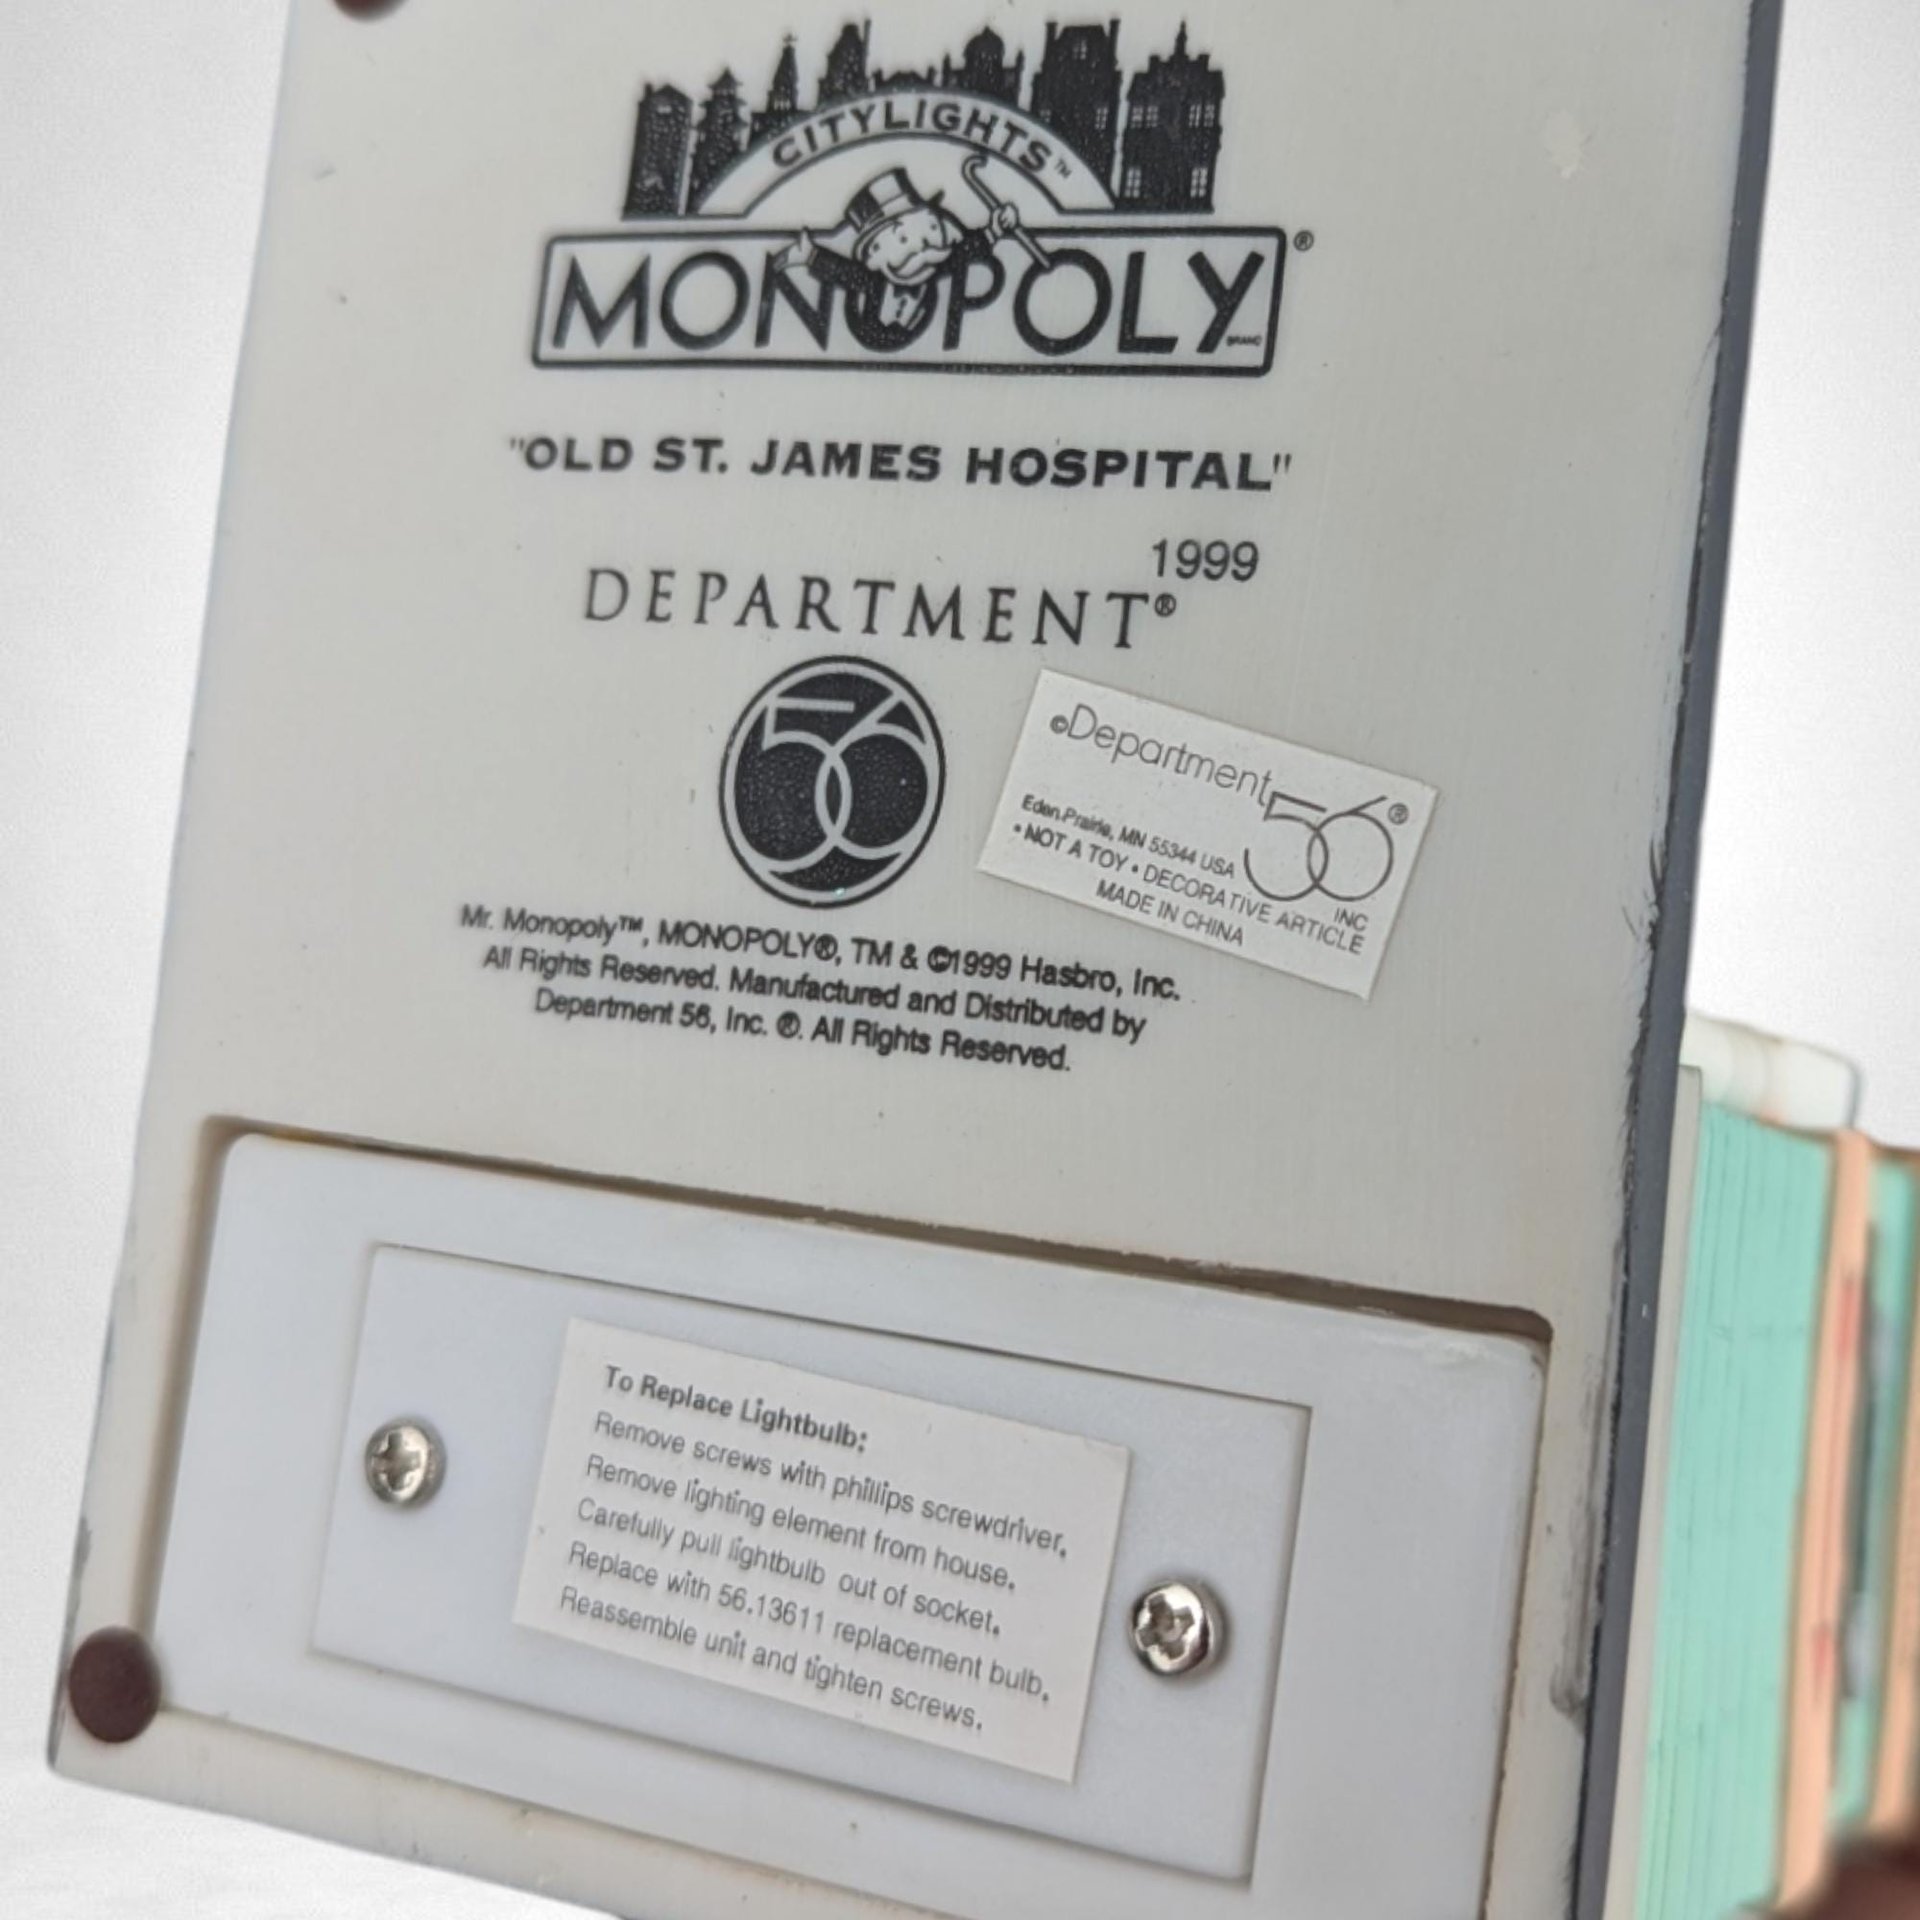 CITYLIGHTS™
MONOPOLY®
BRAND
"OLD ST. JAMES HOSPITAL"
1999
DEPARTMENT®
56
©Department 56®
Eden Prairie, MN 55344 USA
INC
• NOT A TOY • DECORATIVE ARTICLE
MADE IN CHINA
Mr. Monopoly™, MONOPOLY®, TM & ©1999 Hasbro, Inc.
All Rights Reserved. Manufactured and Distributed by
Department 56, Inc. ®. All Rights Reserved.
To Replace Lightbulb:
Remove screws with phillips screwdriver.
Remove lighting element from house.
Carefully pull lightbulb out of socket.
Replace with 56.13611 replacement bulb.
Reassemble unit and tighten screws.